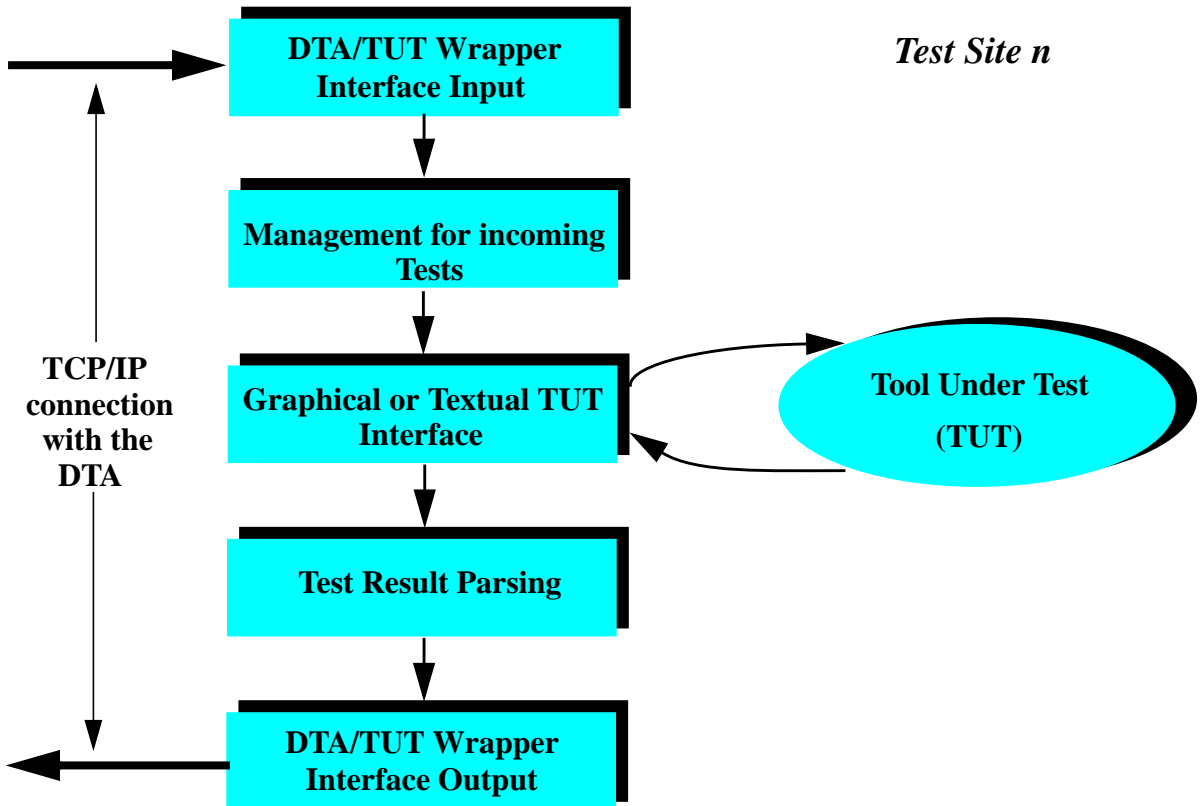 DTA/TUT Wrapper
Interface Input
Test Site n
Management for incoming
Tests
TCP/IP
connection
with the
DTA
Graphical or Textual TUT
Interface
Tool Under Test
(TUT)
Test Result Parsing
DTA/TUT Wrapper
Interface Output